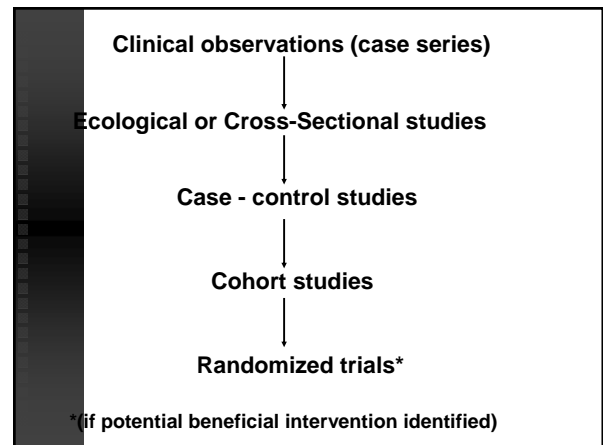 Clinical observations (case series)
Ecological or Cross-Sectional studies
Case - control studies
Cohort studies
Randomized trials*
*(if potential beneficial intervention identified)